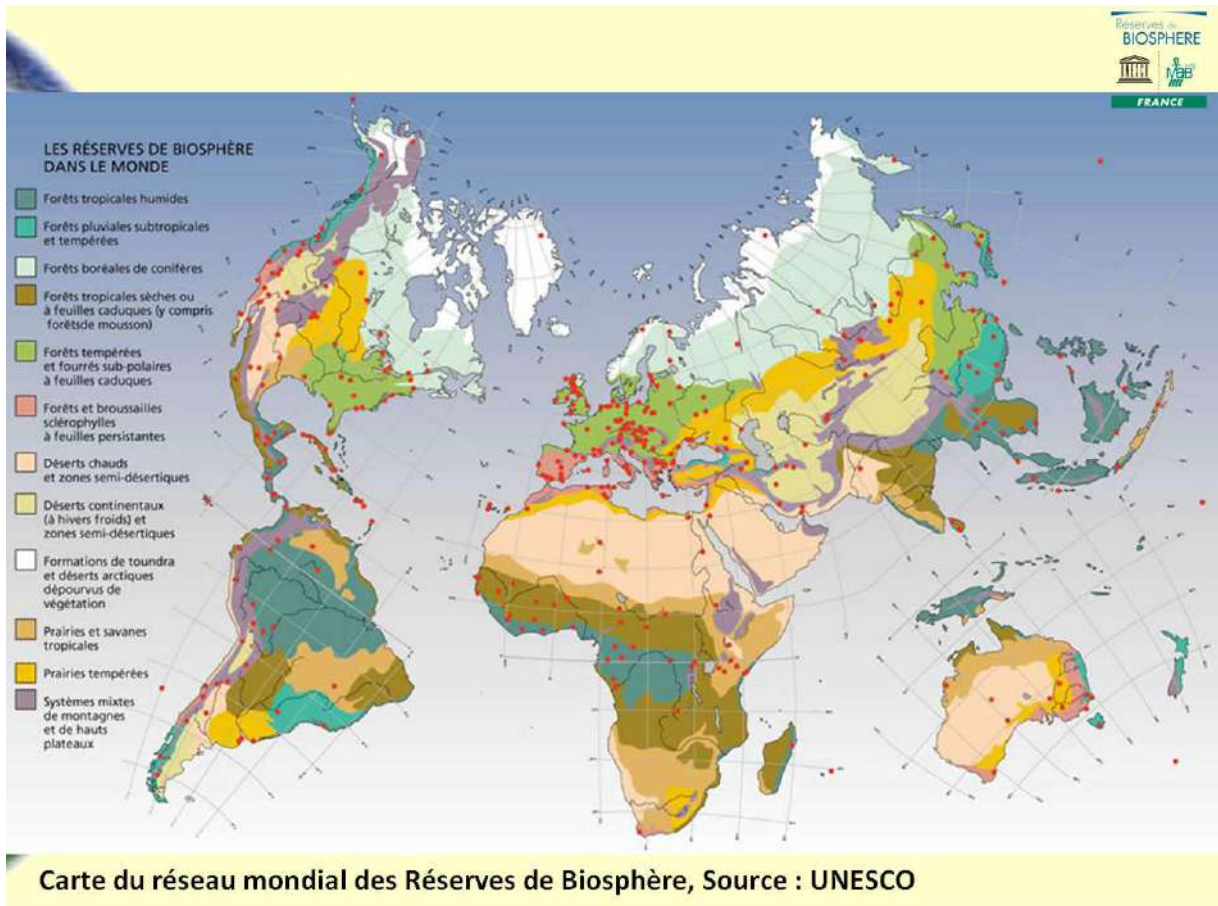 Réserves de
BIOSPHERE
MAB
FRANCE
LES RÉSERVES DE BIOSPHÈRE
DANS LE MONDE
Forêts tropicales humides
Forêts pluviales subtropicales
et tempérées
Forêts boréales de conifères
Forêts tropicales sèches ou
à feuilles caduques (y compris
forêtsde mousson)
Forêts tempérées
et fourrés sub-polaires
à feuilles caduques
Forêts et broussailles
sclérophylles
à feuilles persistantes
Déserts chauds
et zones semi-désertiques
Déserts continentaux
(à hivers froids) et
zones semi-désertiques
Formations de toundra
et déserts arctiques
dépourvus de
végétation
Prairies et savanes
tropicales
Prairies tempérées
Systèmes mixtes
de montagnes
et de hauts
plateaux
Carte du réseau mondial des Réserves de Biosphère, Source : UNESCO